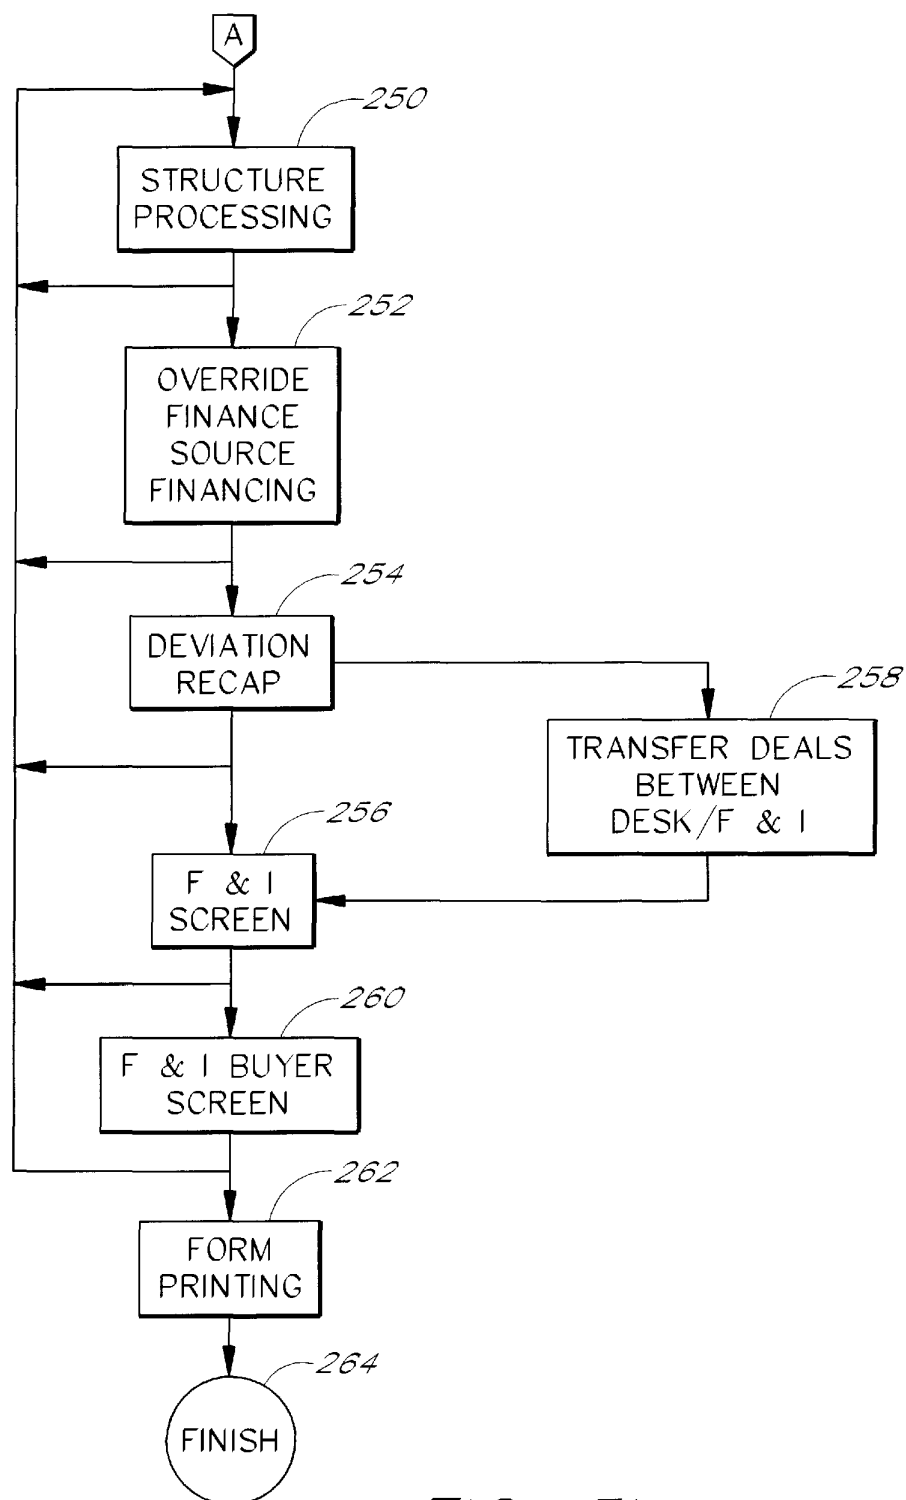 A
250
STRUCTURE
PROCESSING
252
OVERRIDE
FINANCE
SOURCE
FINANCING
254
DEVIATION
RECAP
258
TRANSFER DEALS
BETWEEN
DESK/F & I
256
F & I
SCREEN
260
F & I BUYER
SCREEN
262
FORM
PRINTING
264
FINISH